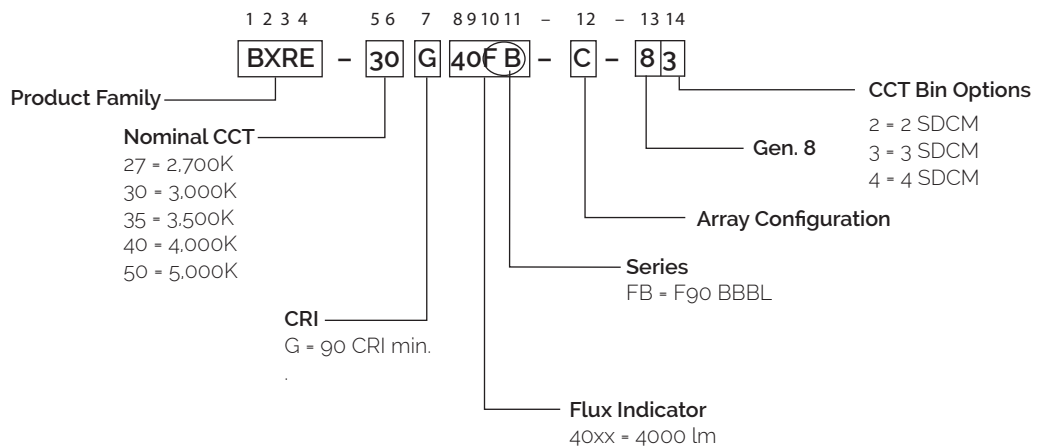 1 2 3 4 5 6 7 8 9 10 11 – 12 – 13 14
BXRE – 30 G 40F B – C – 8 3
Product Family
CCT Bin Options
2 = 2 SDCM
3 = 3 SDCM
4 = 4 SDCM
Nominal CCT
27 = 2,700K
30 = 3,000K
35 = 3,500K
40 = 4,000K
50 = 5,000K
Gen. 8
Array Configuration
Series
FB = F90 BBBL
CRI
G = 90 CRI min.
.
Flux Indicator
40xx = 4000 lm